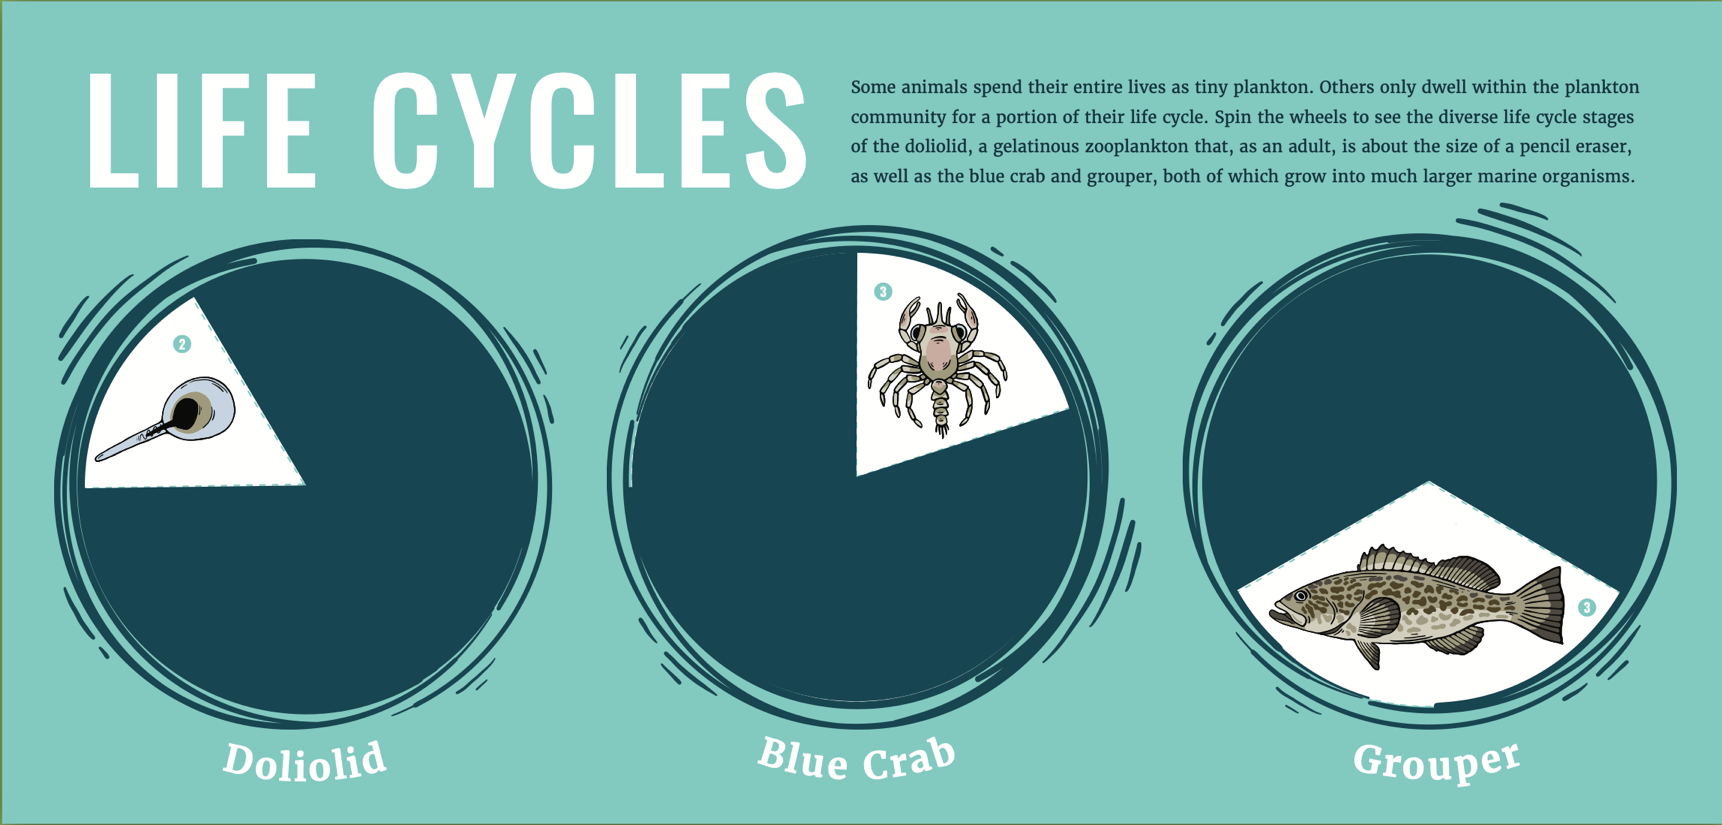 LIFE CYCLES
Some animals spend their entire lives as tiny plankton. Others only dwell within the plankton
community for a portion of their life cycle. Spin the wheels to see the diverse life cycle stages
of the doliolid, a gelatinous zooplankton that, as an adult, is about the size of a pencil eraser,
as well as the blue crab and grouper, both of which grow into much larger marine organisms.
2
3
3
Doliolid
Blue Crab
Grouper